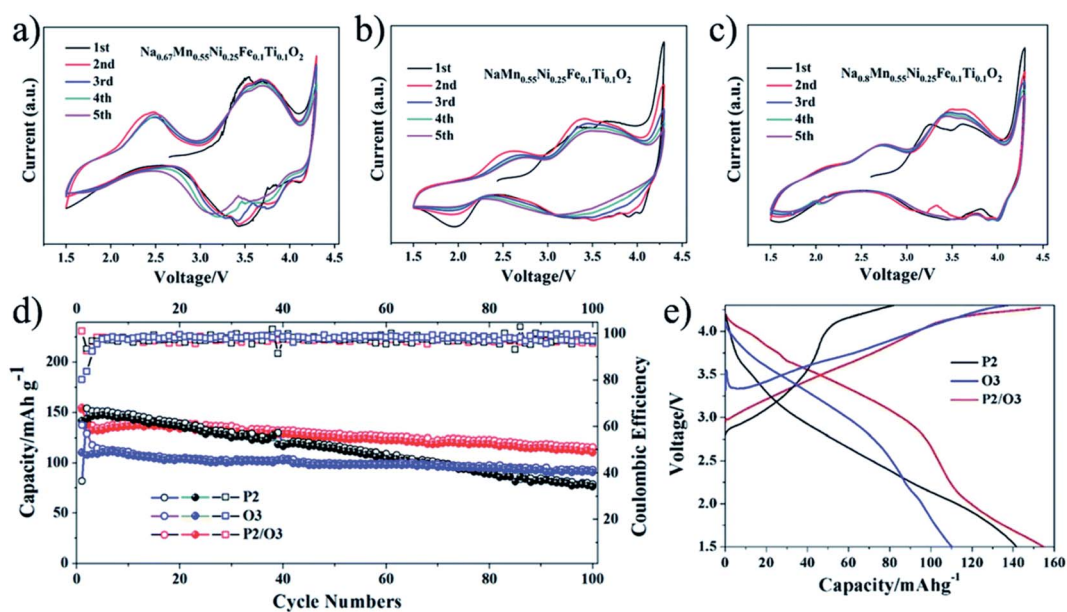 a)
Na0.67Mn0.55Ni0.25Fe0.1Ti0.1O2
1st
2nd
3rd
4th
5th
Current (a.u.)
1.5 2.0 2.5 3.0 3.5 4.0 4.5
Voltage/V
b)
NaMn0.55Ni0.25Fe0.1Ti0.1O2
1st
2nd
3rd
4th
5th
Current (a.u.)
1.5 2.0 2.5 3.0 3.5 4.0 4.5
Voltage/V
c)
Na0.8Mn0.55Ni0.25Fe0.1Ti0.1O2
1st
2nd
3rd
4th
5th
Current (a.u.)
1.5 2.0 2.5 3.0 3.5 4.0 4.5
Voltage/V
d)
0 20 40 60 80 100
200
150
100
75
50
25
0
Capacity/mAh g-1
100
80
60
40
20
Coulombic Efficiency
P2
O3
P2/O3
0 20 40 60 80 100
Cycle Numbers
e)
4.0
3.5
3.0
2.5
2.0
1.5
Voltage/V
P2
O3
P2/O3
0 20 40 60 80 100 120 140 160
Capacity/mAhg-1